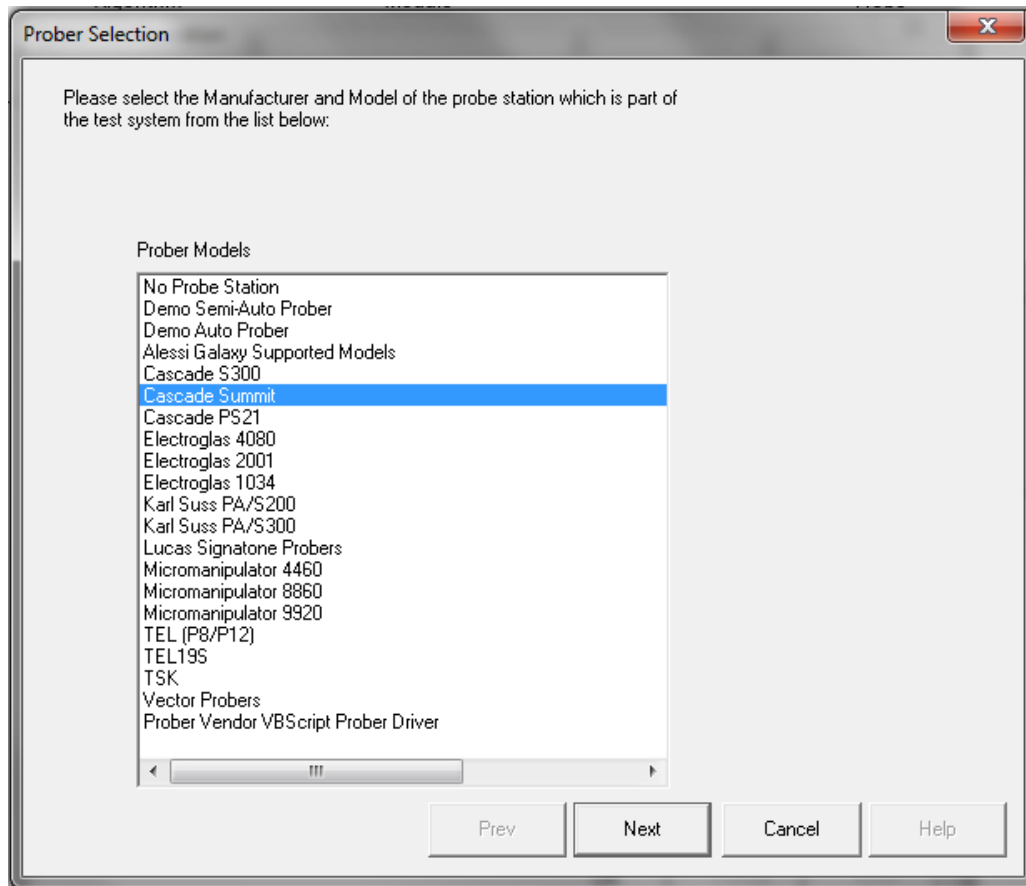 Prober Selection
Please select the Manufacturer and Model of the probe station which is part of
the test system from the list below:
Prober Models
No Probe Station
Demo Semi-Auto Prober
Demo Auto Prober
Alessi Galaxy Supported Models
Cascade S300
Cascade Summit
Cascade PS21
Electroglas 4080
Electroglas 2001
Electroglas 1034
Karl Suss PA/S200
Karl Suss PA/S300
Lucas Signatone Probers
Micromanipulator 4460
Micromanipulator 8860
Micromanipulator 9920
TEL (P8/P12)
TEL19S
TSK
Vector Probers
Prober Vendor VBScript Prober Driver
Prev Next Cancel Help